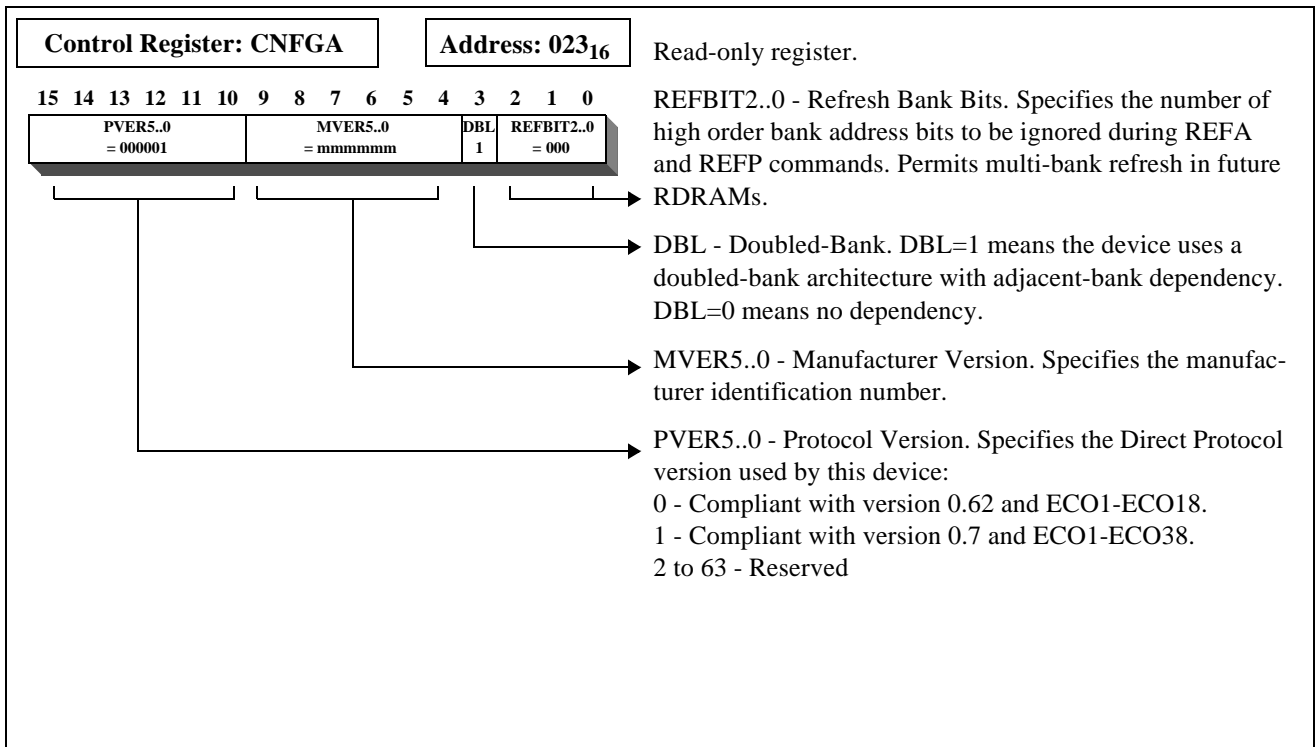 Control Register: CNFGA
Address: 023₁₆
15 14 13 12 11 10 9 8 7 6 5 4 3 2 1 0
PVER5..0
= 000001
MVER5..0
= mmmmmm
DBL
1
REFBIT2..0
= 000
Read-only register.
REFBIT2..0 - Refresh Bank Bits. Specifies the number of
high order bank address bits to be ignored during REFA
and REFP commands. Permits multi-bank refresh in future
RDRAMs.
DBL - Doubled-Bank. DBL=1 means the device uses a
doubled-bank architecture with adjacent-bank dependency.
DBL=0 means no dependency.
MVER5..0 - Manufacturer Version. Specifies the manufac-
turer identification number.
PVER5..0 - Protocol Version. Specifies the Direct Protocol
version used by this device:
0 - Compliant with version 0.62 and ECO1-ECO18.
1 - Compliant with version 0.7 and ECO1-ECO38.
2 to 63 - Reserved